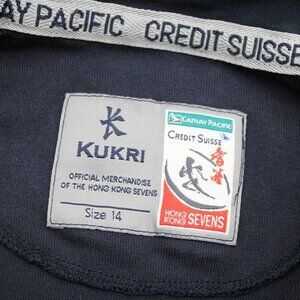 AY PACIFIC CREDIT SUISSE
KUKRI
OFFICIAL MERCHANDISE
OF THE HONG KONG SEVENS
Size 14
CATHAY PACIFIC
CREDIT SUISSE
香港
HONG KONG SEVENS